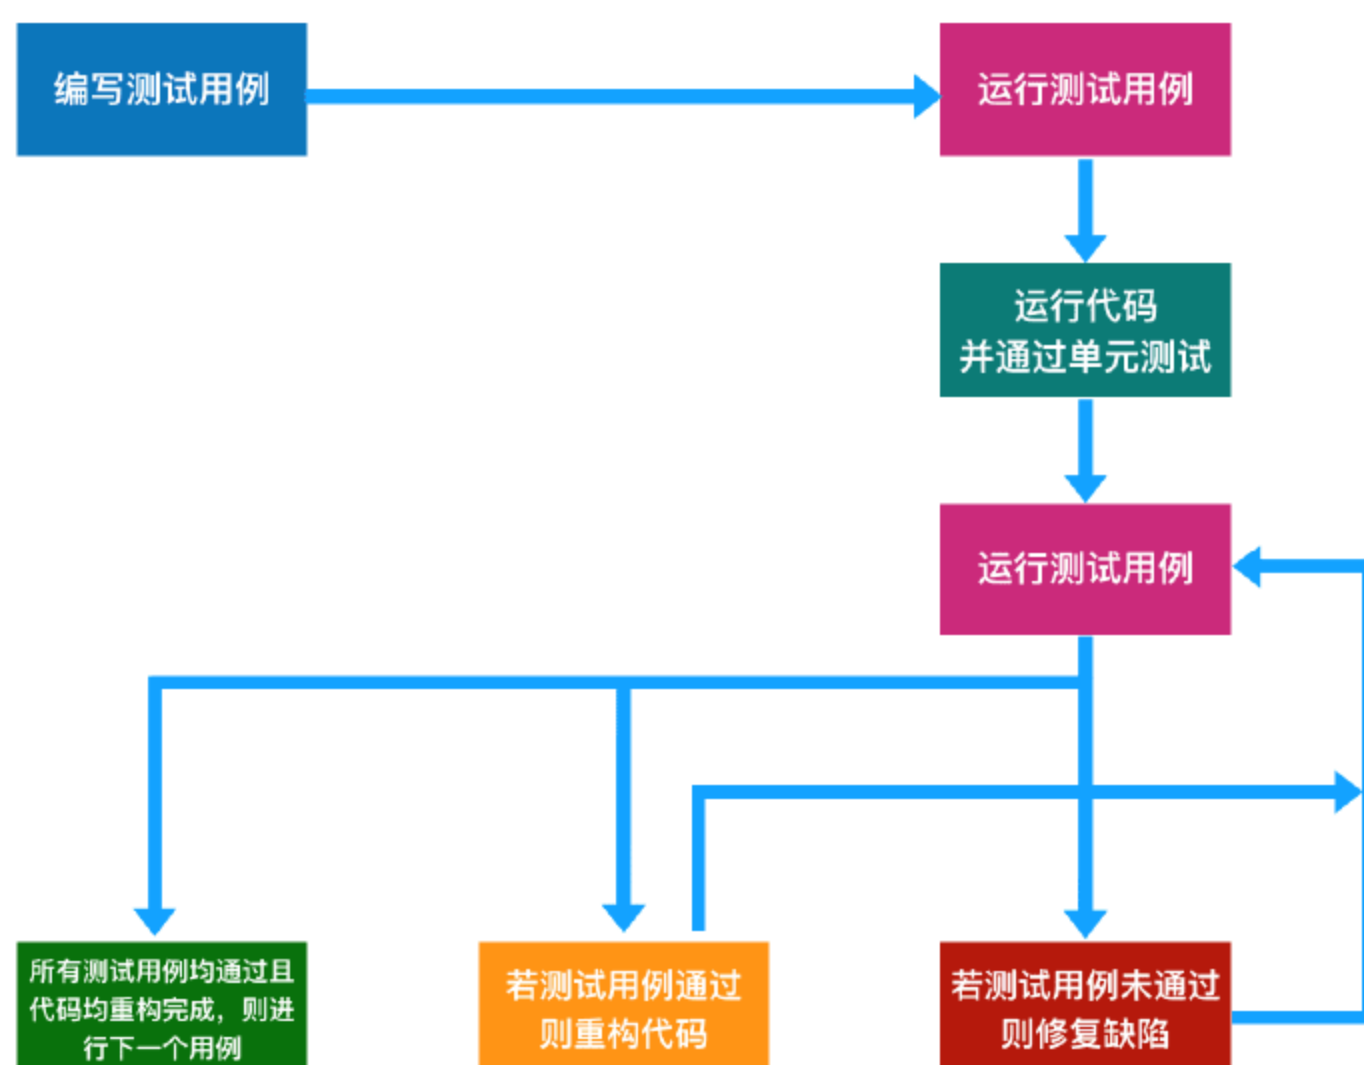 编写测试用例
运行测试用例
运行代码
并通过单元测试
运行测试用例
所有测试用例均通过且
代码均重构完成，则进
行下一个用例
若测试用例通过
则重构代码
若测试用例未通过
则修复缺陷